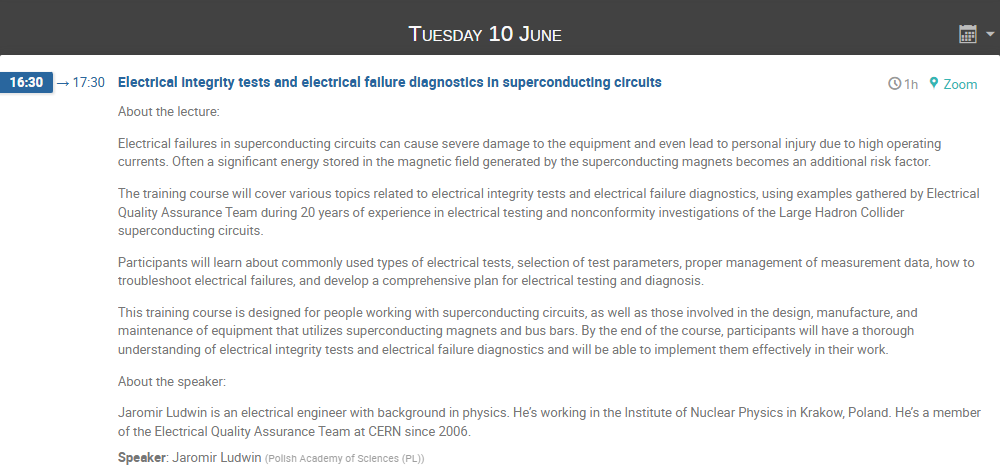 Tuesday 10 June
16:30 → 17:30 Electrical integrity tests and electrical failure diagnostics in superconducting circuits 1h Zoom
About the lecture:
Electrical failures in superconducting circuits can cause severe damage to the equipment and even lead to personal injury due to high operating
currents. Often a significant energy stored in the magnetic field generated by the superconducting magnets becomes an additional risk factor.
The training course will cover various topics related to electrical integrity tests and electrical failure diagnostics, using examples gathered by Electrical
Quality Assurance Team during 20 years of experience in electrical testing and nonconformity investigations of the Large Hadron Collider
superconducting circuits.
Participants will learn about commonly used types of electrical tests, selection of test parameters, proper management of measurement data, how to
troubleshoot electrical failures, and develop a comprehensive plan for electrical testing and diagnosis.
This training course is designed for people working with superconducting circuits, as well as those involved in the design, manufacture, and
maintenance of equipment that utilizes superconducting magnets and bus bars. By the end of the course, participants will have a thorough
understanding of electrical integrity tests and electrical failure diagnostics and will be able to implement them effectively in their work.
About the speaker:
Jaromir Ludwin is an electrical engineer with background in physics. He's working in the Institute of Nuclear Physics in Krakow, Poland. He's a member
of the Electrical Quality Assurance Team at CERN since 2006.
Speaker: Jaromir Ludwin (Polish Academy of Sciences (PL))